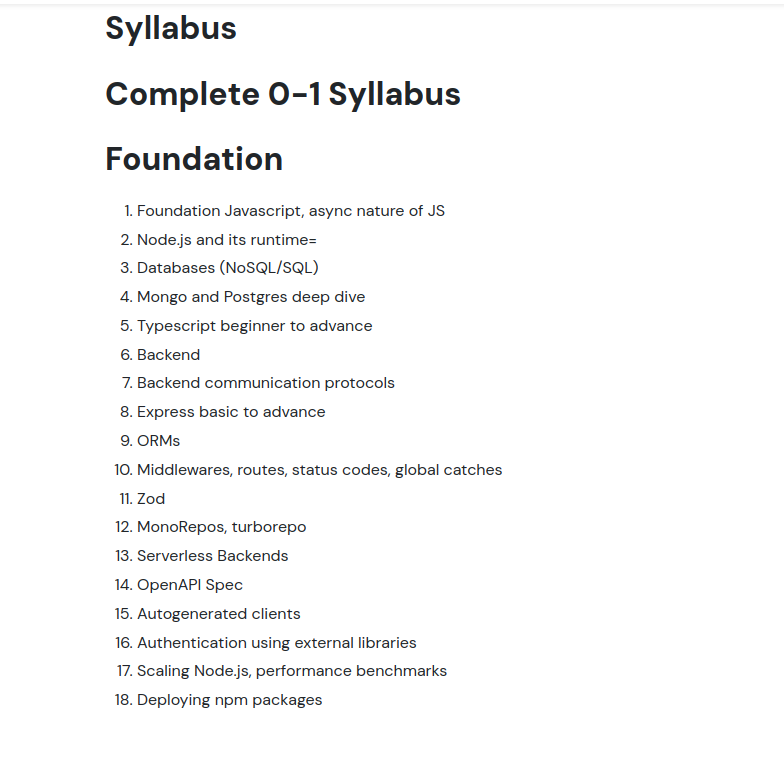 Syllabus
Complete 0-1 Syllabus
Foundation
1. Foundation Javascript, async nature of JS
2. Node.js and its runtime=
3. Databases (NoSQL/SQL)
4. Mongo and Postgres deep dive
5. Typescript beginner to advance
6. Backend
7. Backend communication protocols
8. Express basic to advance
9. ORMs
10. Middlewares, routes, status codes, global catches
11. Zod
12. MonoRepos, turborepo
13. Serverless Backends
14. OpenAPI Spec
15. Autogenerated clients
16. Authentication using external libraries
17. Scaling Node.js, performance benchmarks
18. Deploying npm packages